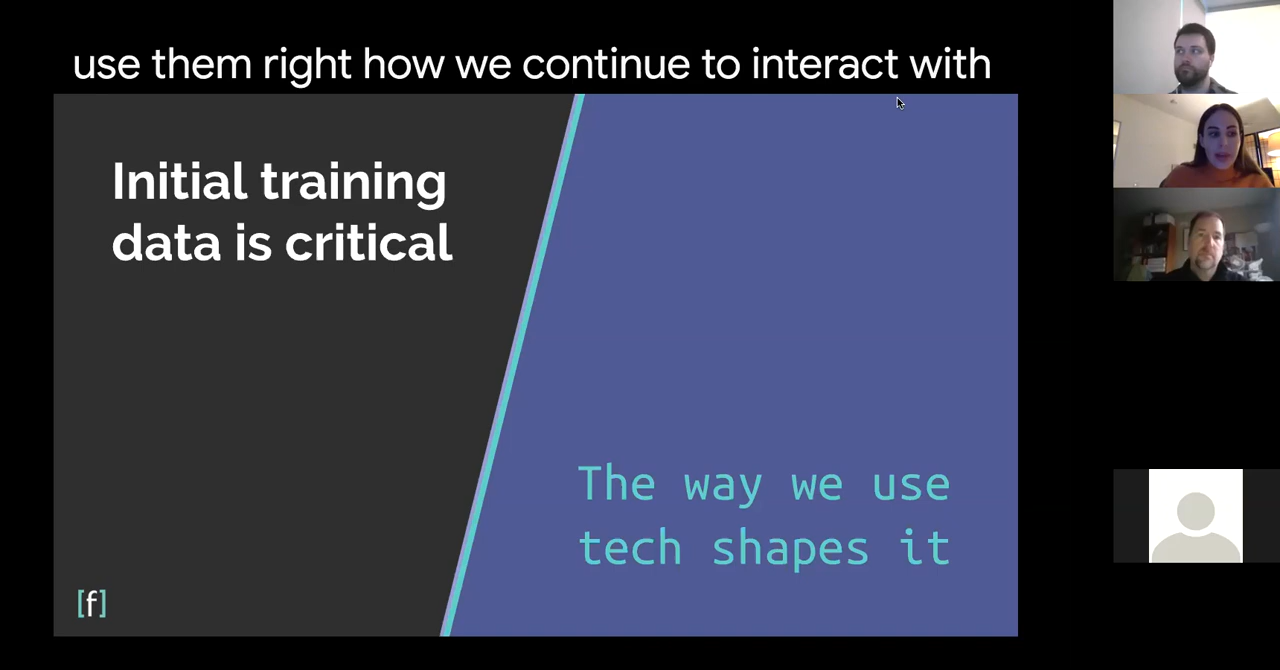 use them right how we continue to interact with
Initial training
data is critical
The way we use
tech shapes it
[f]